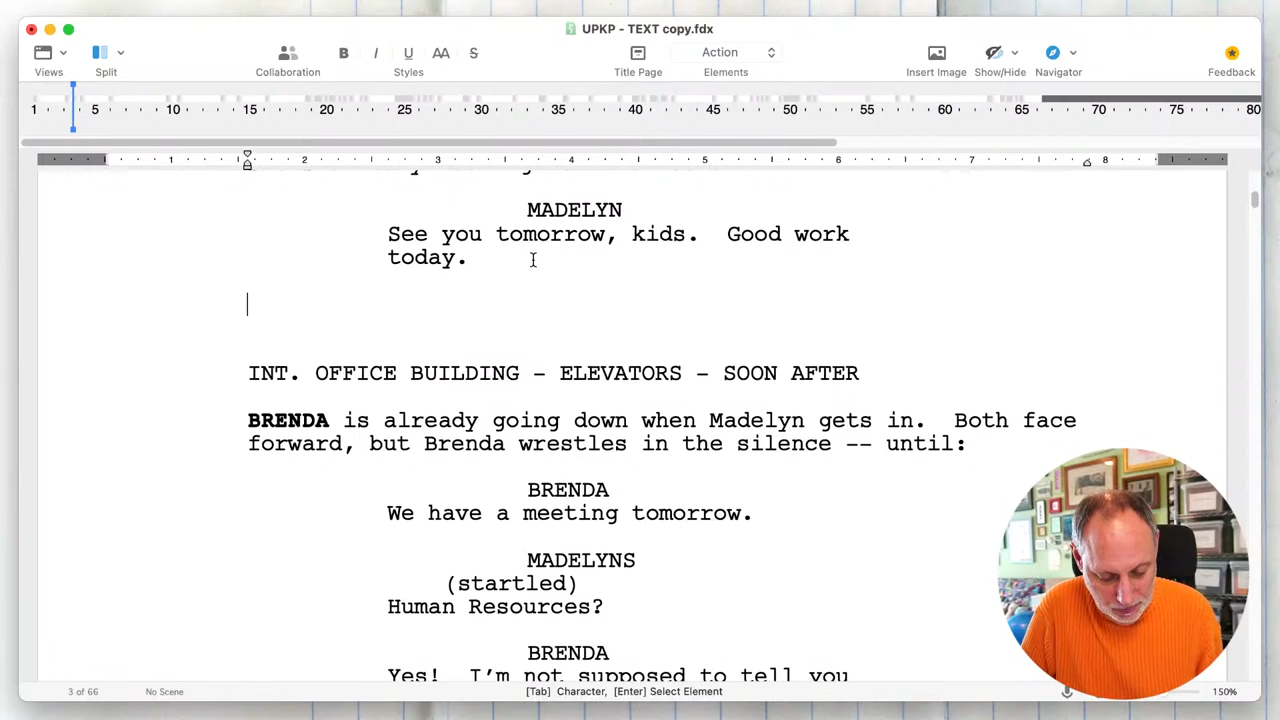 UPKP - TEXT copy.fdx
Views
Split
Collaboration
B I U AA S
Styles
Title Page
Action
Elements
Insert Image
Show/Hide
Navigator
Feedback
1 5 10 15 20 25 30 35 40 45 50 55 60 65 70 75 80
1 2 3 4 5 6 7 8
MADELYN
See you tomorrow, kids.  Good work
today.
INT. OFFICE BUILDING – ELEVATORS – SOON AFTER
BRENDA is already going down when Madelyn gets in.  Both face
forward, but Brenda wrestles in the silence -- until:
BRENDA
We have a meeting tomorrow.
MADELYNS
(startled)
Human Resources?
BRENDA
Yes!  I'm not supposed to tell you
3 of 66
No Scene
[Tab] Character, [Enter] Select Element
150%